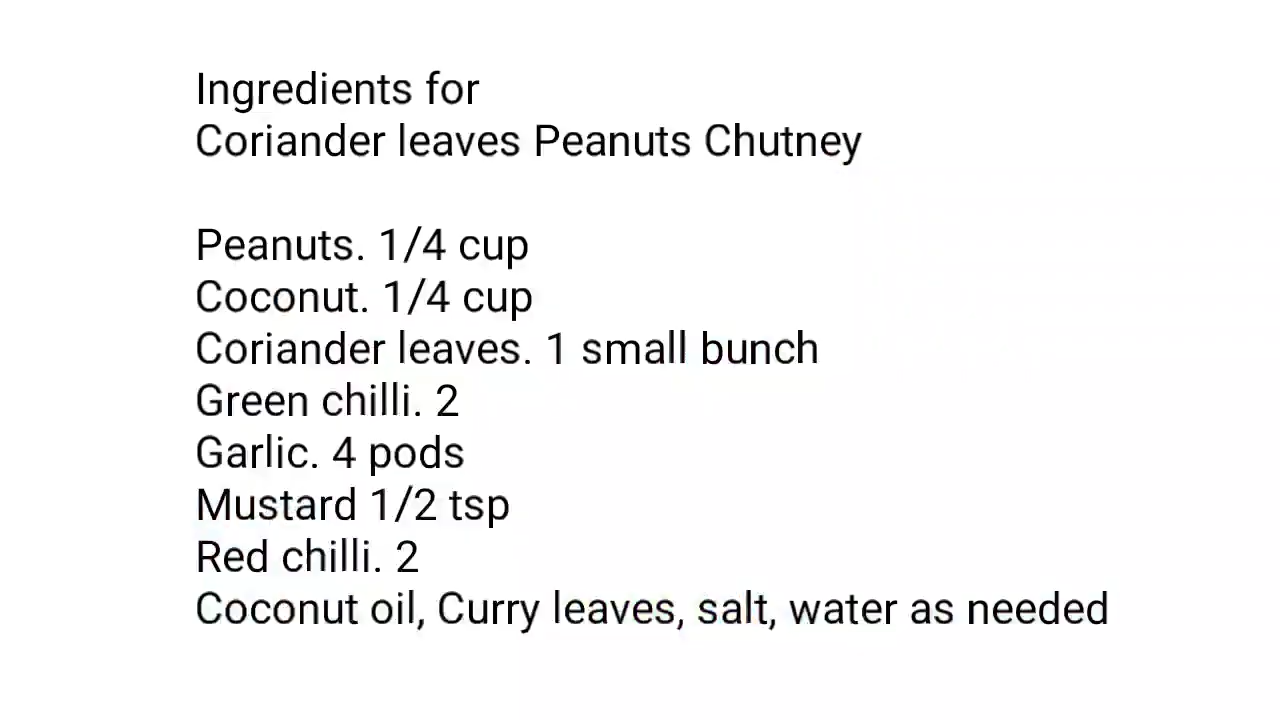 Ingredients for
Coriander leaves Peanuts Chutney
Peanuts. 1/4 cup
Coconut. 1/4 cup
Coriander leaves. 1 small bunch
Green chilli. 2
Garlic. 4 pods
Mustard 1/2 tsp
Red chilli. 2
Coconut oil, Curry leaves, salt, water as needed